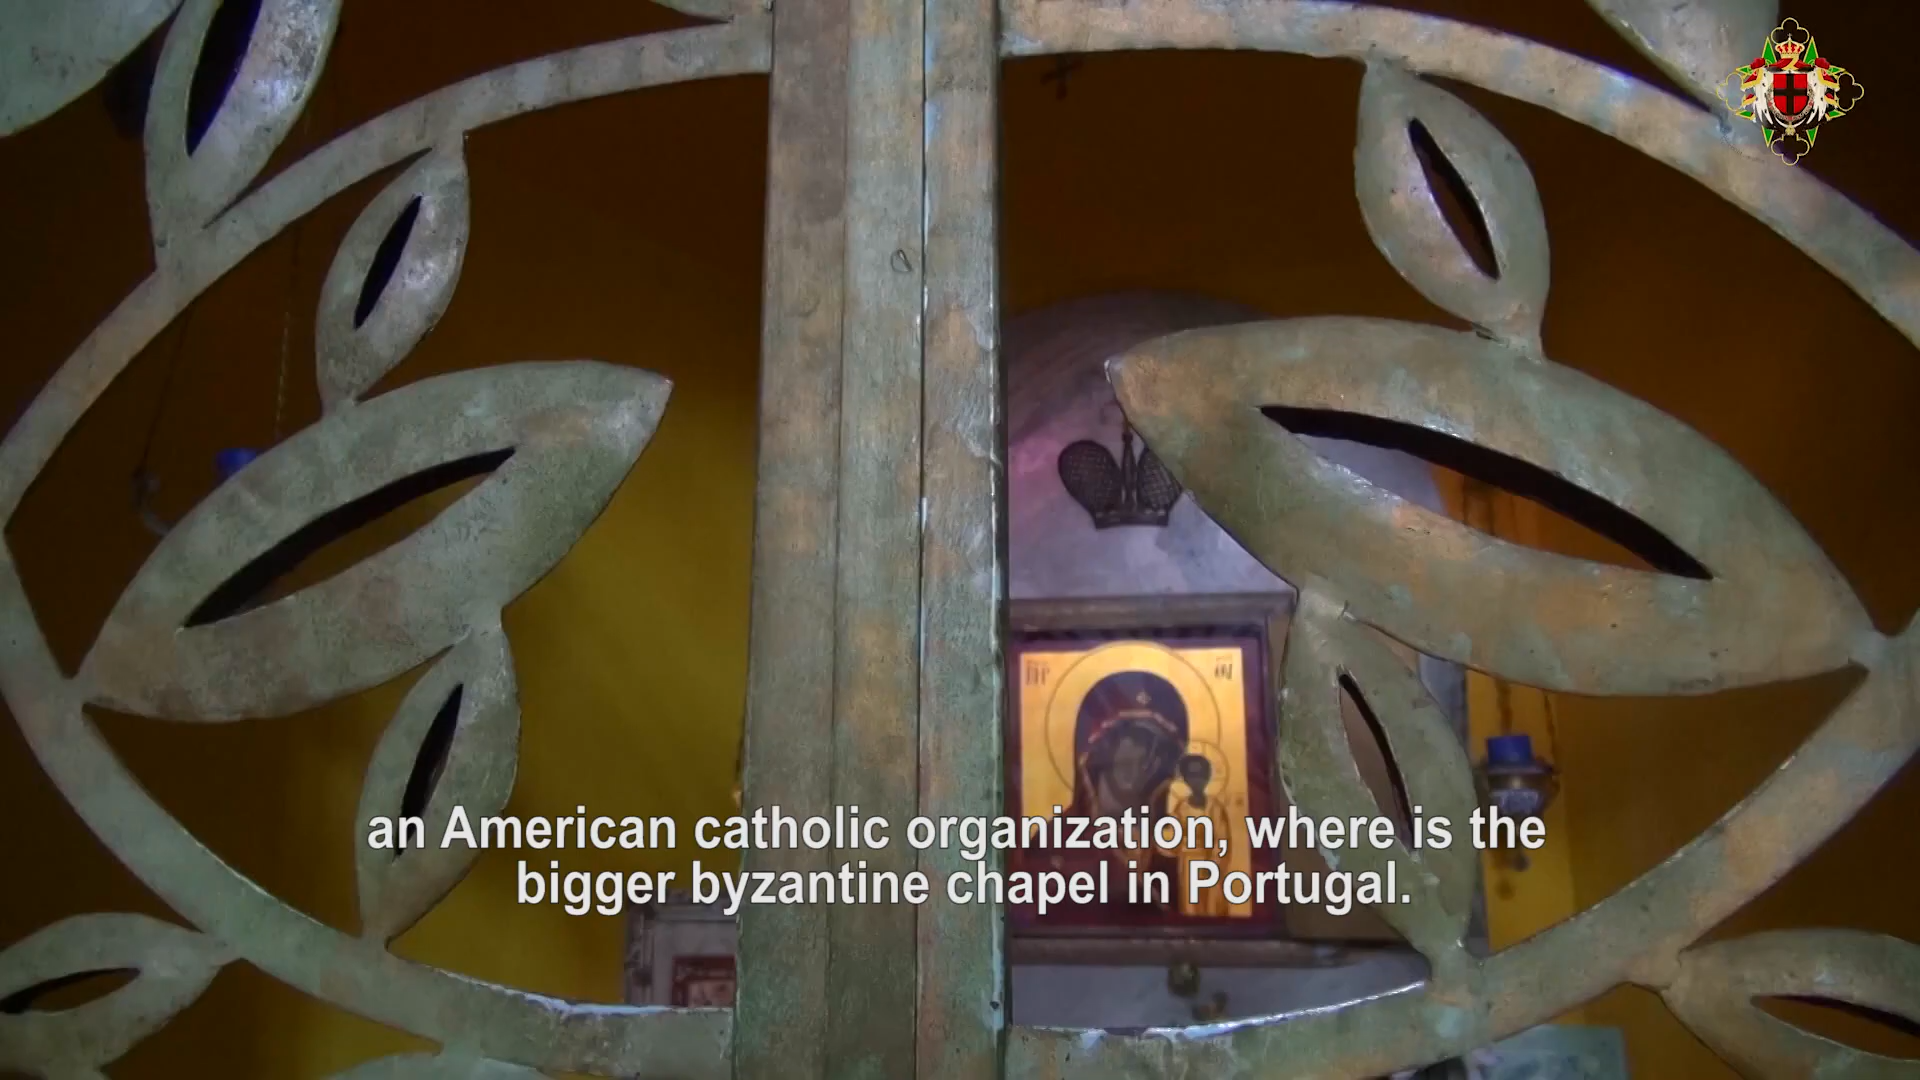 an American catholic organization, where is the
bigger byzantine chapel in Portugal.